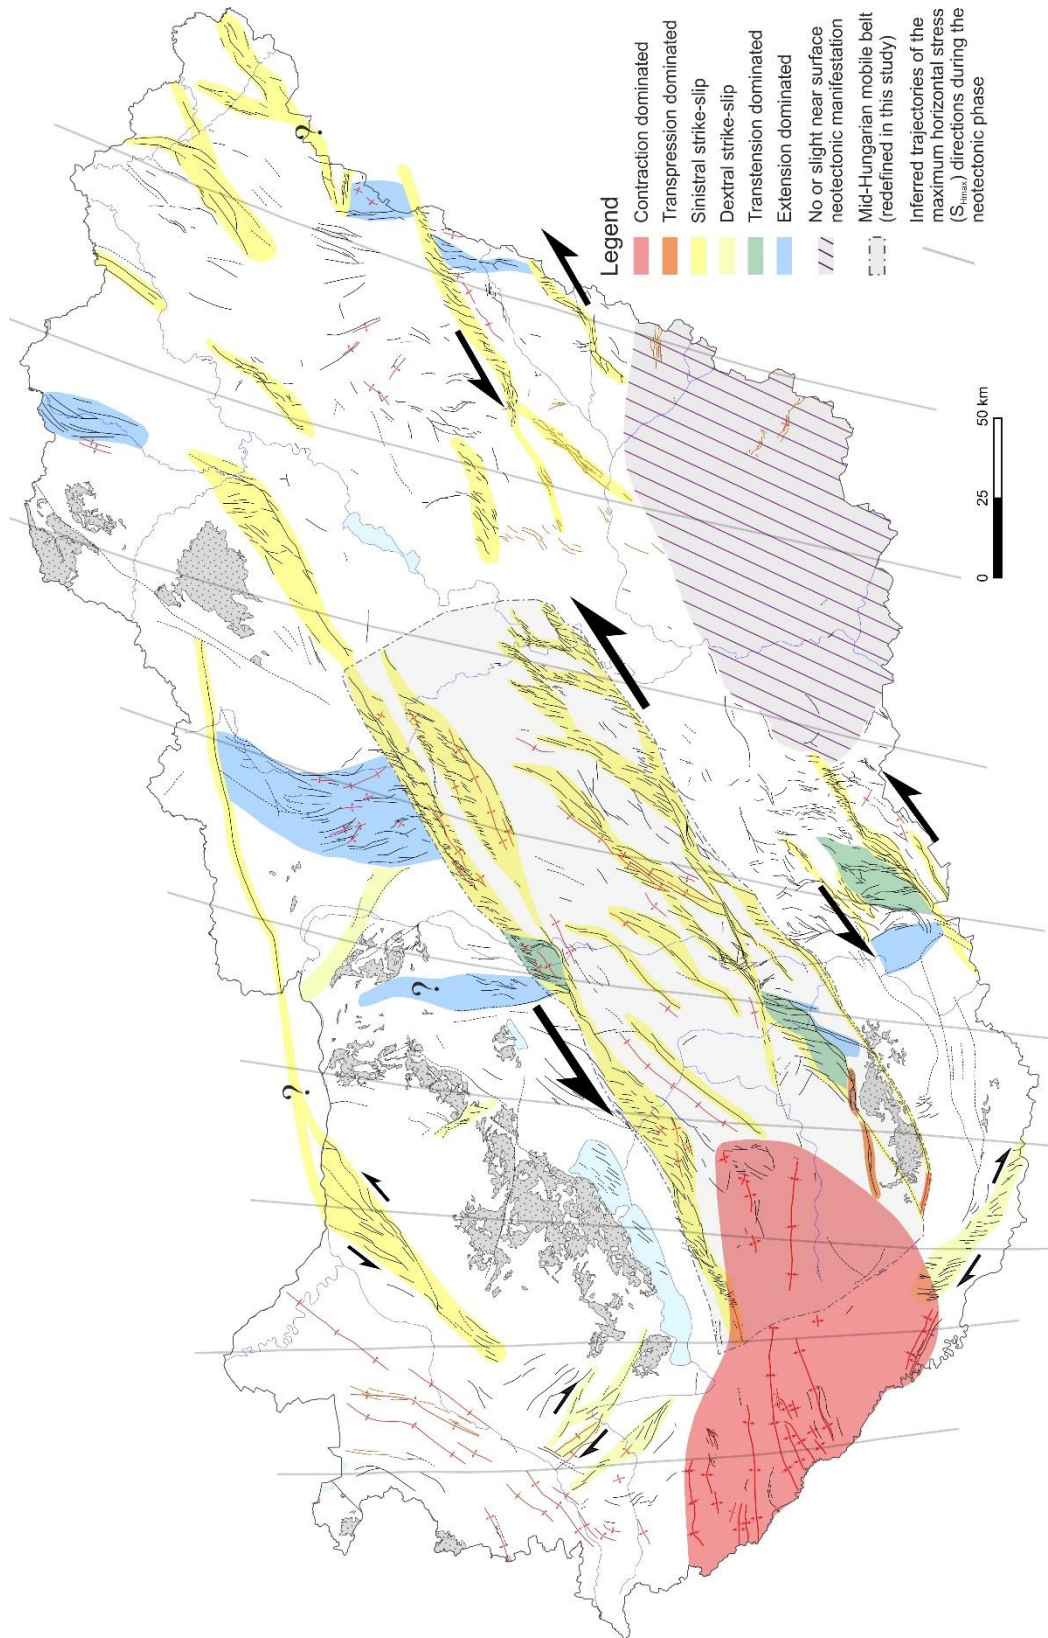 Legend
Contraction dominated
Transpression dominated
Sinistral strike-slip
Dextral strike-slip
Transtension dominated
Extension dominated
No or slight near surface
neotectonic manifestation
Mid-Hungarian mobile belt
(redefined in this study)
Inferred trajectories of the
maximum horizontal stress
(SHmax) directions during the
neotectonic phase
0 25 50 km
?
?
?